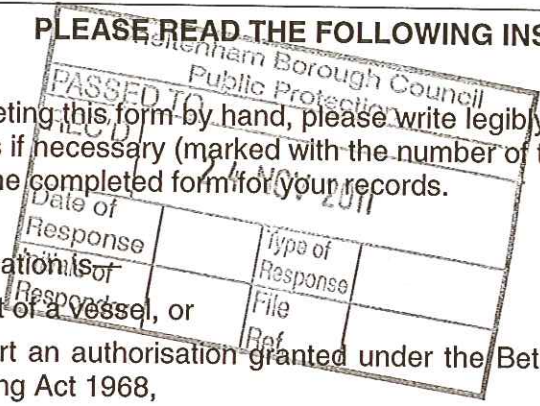 PLEASE READ THE FOLLOWING INS
eltenham Borough Council
Public Protection
PASSED TO
eting this form by hand, please write legibly
REC'D
s if necessary (marked with the number of t
24 NOV 2011
ne completed form for your records.
Date of
Response
Type of
Response
ation is
of
t of a vessel, or
File
Ref
rt an authorisation granted under the Bet
ng Act 1968,